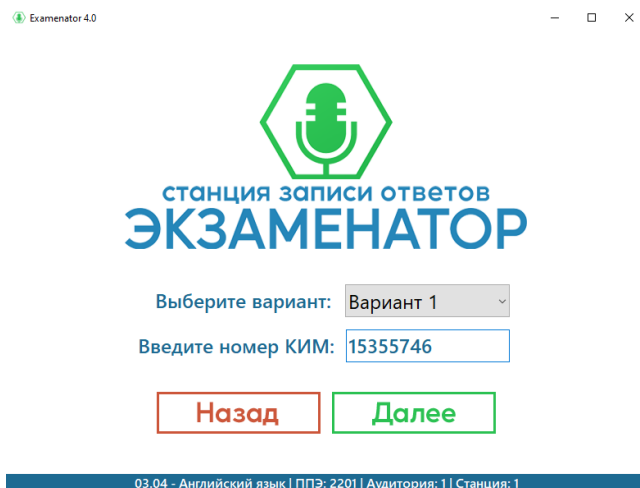 Examenator 4.0
станция записи ответов
ЭКЗАМЕНАТОР
Выберите вариант: Вариант 1
Введите номер КИМ: 15355746
Назад Далее
03.04 - Английский язык | ППЭ: 2201 | Аудитория: 1 | Станция: 1